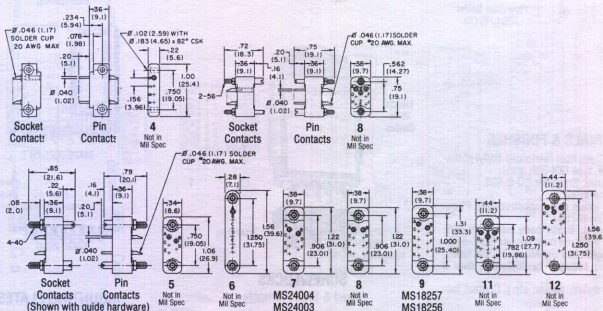 .36
(9.1)
.234
(5.94)
Ø .046 (1.17)
SOLDER CUP
20 AWG. MAX
.078
(1.98)
.20
(5.1)
Ø .040
(1.02)
Socket
Contacts
Pin
Contacts
Ø .102 (2.59) WITH
Ø .183 (4.65) x 82° CSK
.22
(5.6)
1.00
(25.4)
.750
(19.05)
.156
(3.96)
4
Not in
Mil Spec
.72
(18.3)
.36
(9.1)
.16
(4.1)
2-56
Socket
Contacts
.75
(19.1)
.20
(5.1)
.36
(9.1)
Ø .040
(1.02)
Pin
Contacts
Ø .046 (1.17) SOLDER
CUP #20 AWG. MAX
.38
(9.7)
.562
(14.27)
.75
(19.1)
8
Not in
Mil Spec
.85
(21.6)
.22
(5.6)
.08
(2.0)
.36
(9.1)
4-40
Socket
Contacts
(Shown with guide hardware)
.79
(20.1)
.16
(4.1)
.36
(9.1)
.20
(5.1)
Ø .040
(1.02)
Pin
Contacts
Ø .046 (1.17) SOLDER
CUP #20 AWG. MAX.
.34
(8.6)
.750
(19.05)
1.06
(26.9)
5
Not in
Mil Spec
.28
(7.1)
1.56
(39.6)
1.250
(31.75)
6
Not in
Mil Spec
.38
(9.7)
1.22
(31.0)
.906
(23.01)
7
MS24004
MS24003
.38
(9.7)
1.22
(31.0)
.906
(23.01)
8
Not in
Mil Spec
.38
(9.7)
1.31
(33.3)
1.000
(25.40)
9
MS18257
MS18256
.44
(11.2)
1.09
(27.7)
.782
(19.86)
11
Not in
Mil Spec
.44
(11.2)
1.56
(39.6)
1.250
(31.75)
12
Not in
Mil Spec